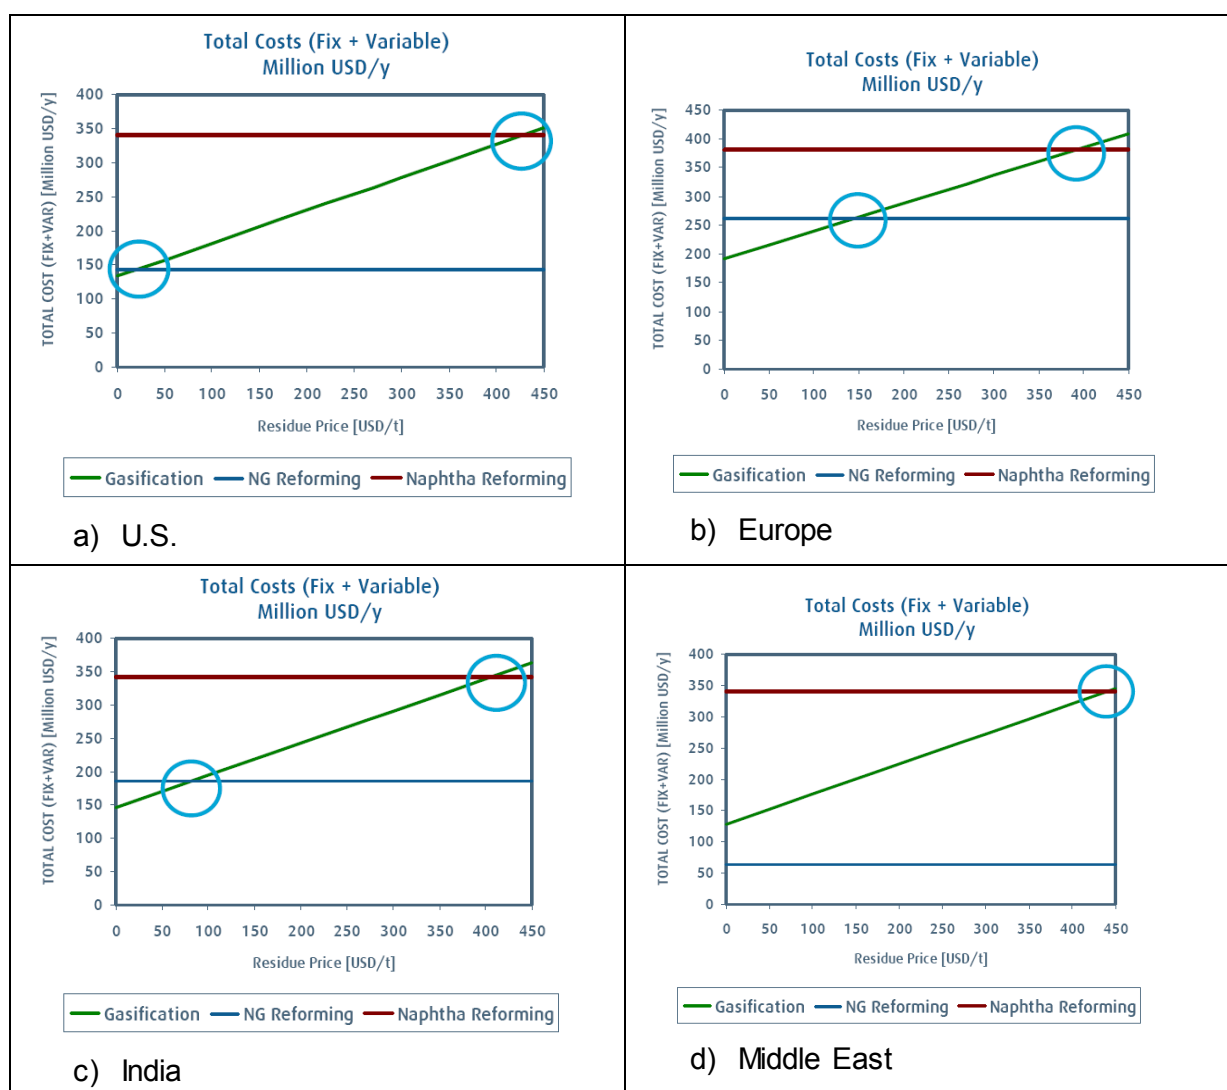 Total Costs (Fix + Variable)
Million USD/y
TOTAL COST (FIX+VAR) [Million USD/y]
400
350
300
250
200
150
100
50
0
0 50 100 150 200 250 300 350 400 450
Residue Price [USD/t]
Gasification NG Reforming Naphtha Reforming
a) U.S.
Total Costs (Fix + Variable)
Million USD/y
TOTAL COST (FIX+VAR) [Million USD/y]
450
400
350
300
250
200
150
100
50
0
0 50 100 150 200 250 300 350 400 450
Residue Price [USD/t]
Gasification NG Reforming Naphtha Reforming
b) Europe
Total Costs (Fix + Variable)
Million USD/y
TOTAL COST (FIX+VAR) [Million USD/y]
400
350
300
250
200
150
100
50
0
0 50 100 150 200 250 300 350 400 450
Residue Price [USD/t]
Gasification NG Reforming Naphtha Reforming
c) India
Total Costs (Fix + Variable)
Million USD/y
TOTAL COST (FIX+VAR) [Million USD/y]
400
350
300
250
200
150
100
50
0
0 50 100 150 200 250 300 350 400 450
Residue Price [USD/t]
Gasification NG Reforming Naphtha Reforming
d) Middle East